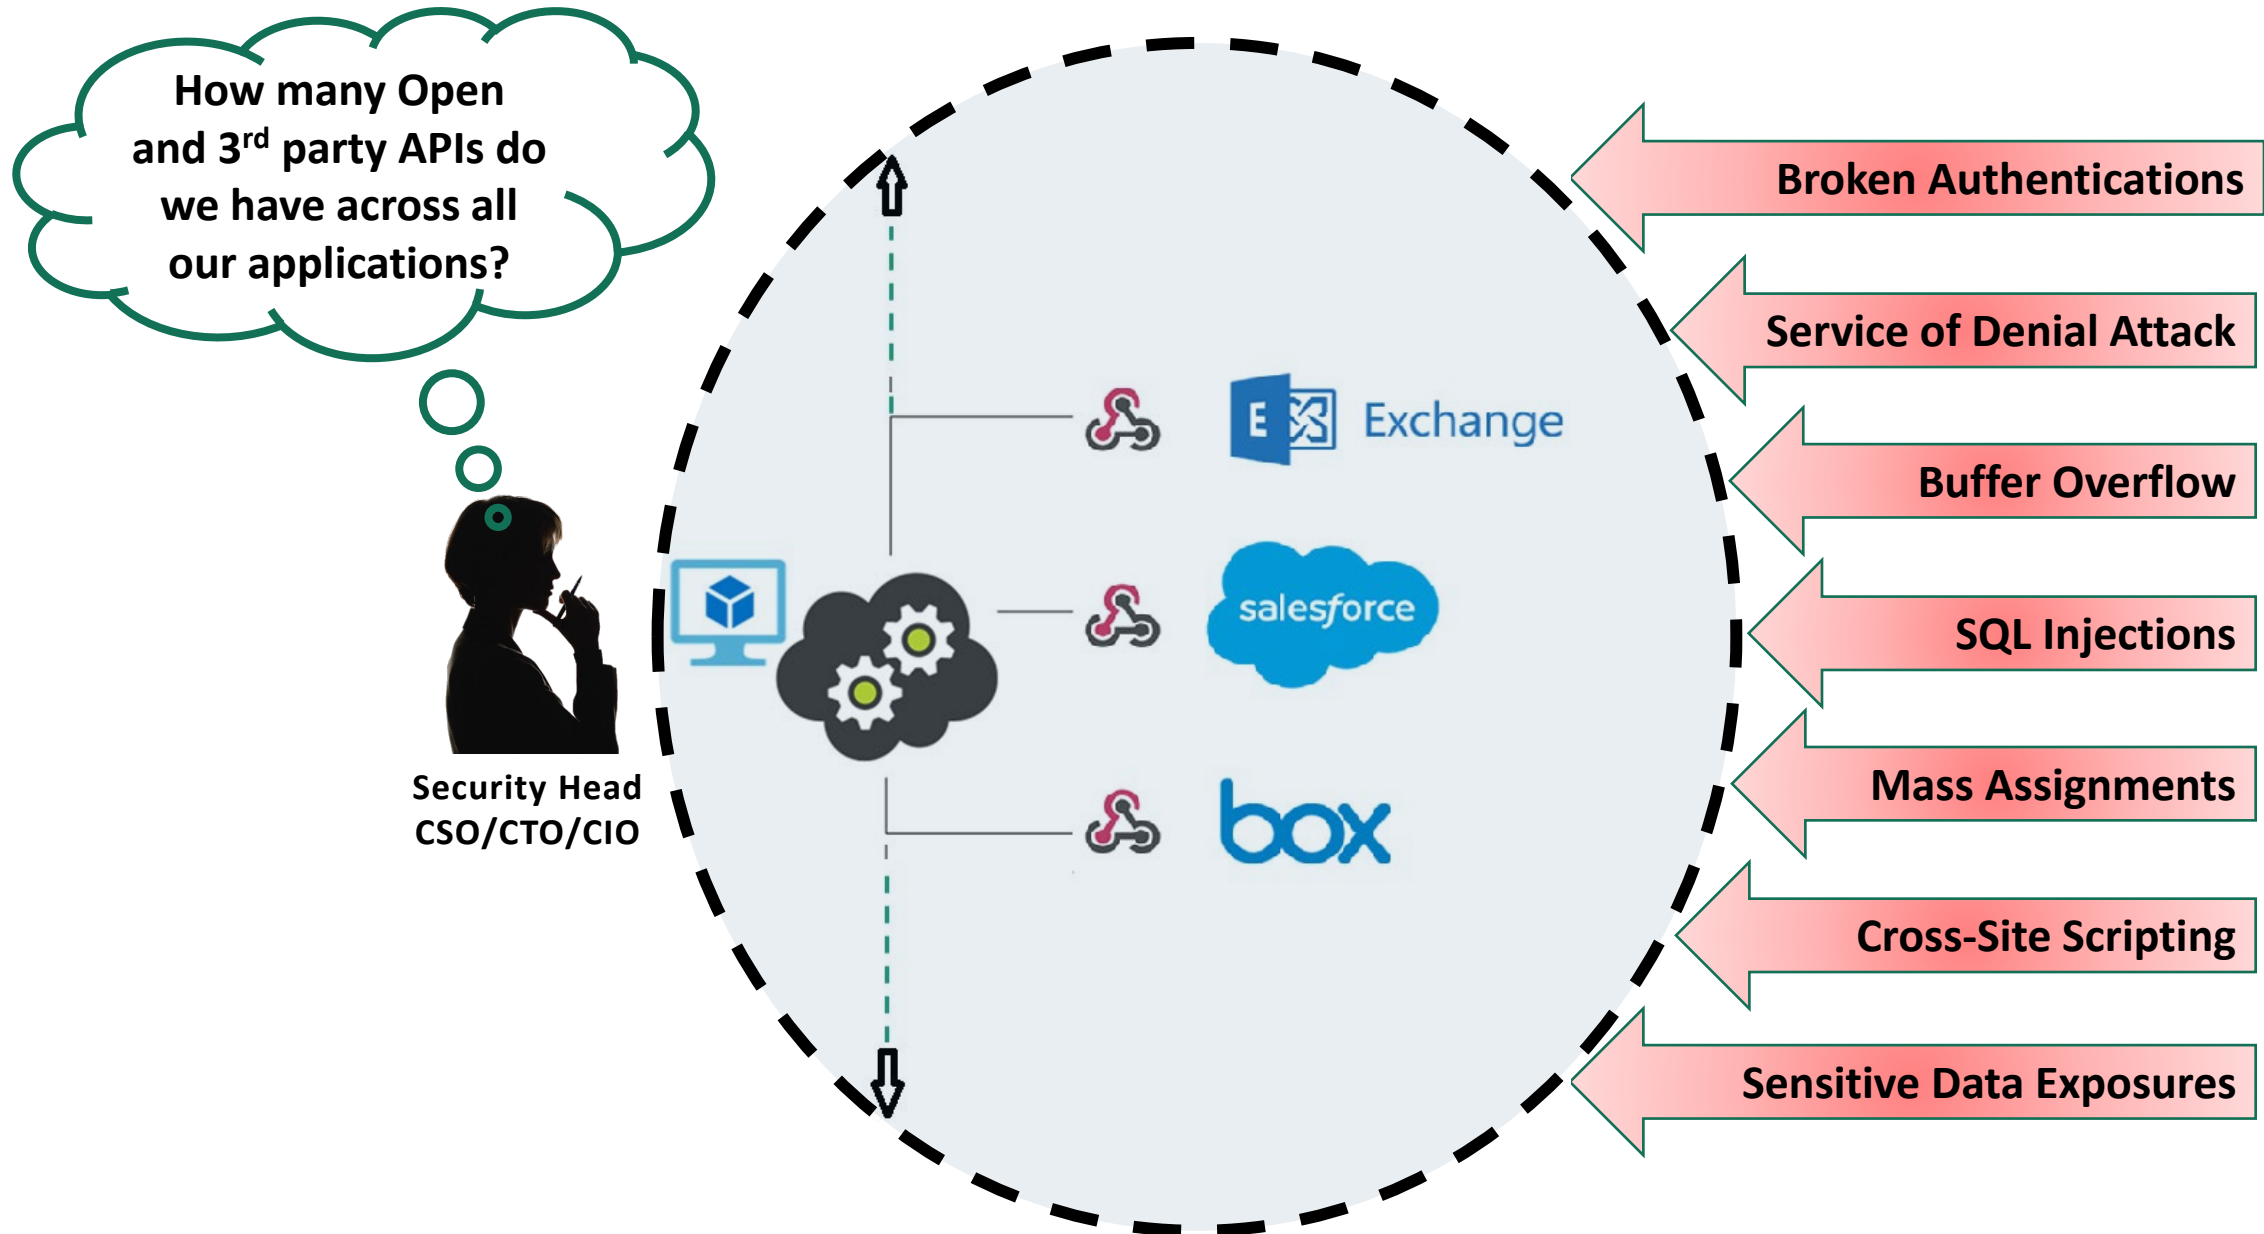 How many Open
and 3rd party APIs do
we have across all
our applications?
Security Head
CSO/CTO/CIO
E
Exchange
salesforce
box
Broken Authentications
Service of Denial Attack
Buffer Overflow
SQL Injections
Mass Assignments
Cross-Site Scripting
Sensitive Data Exposures